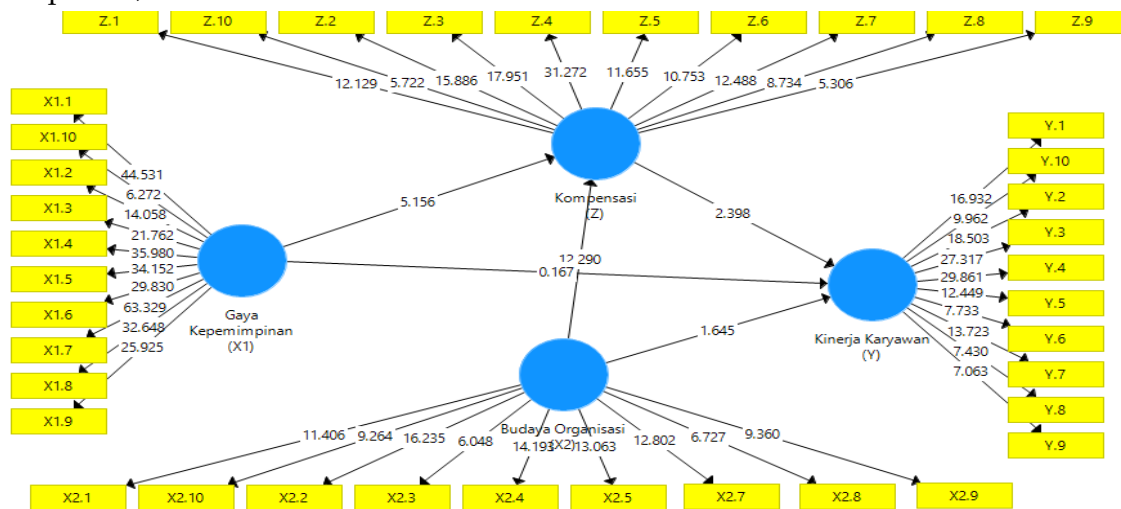 Z.1 Z.10 Z.2 Z.3 Z.4 Z.5 Z.6 Z.7 Z.8 Z.9
12.129 5.722 15.886 17.951 31.272 11.655 10.753 12.488 8.734 5.306
X1.1
X1.10
X1.2
X1.3
X1.4
X1.5
X1.6
X1.7
X1.8
X1.9
44.531
6.272
14.058
21.762
35.980
34.152
29.830
63.329
32.648
25.925
Gaya
Kepemimpinan
(X1)
5.156
Kompensasi
(Z)
2.398
12.290
0.167
1.645
Kinerja Karyawan
(Y)
16.932
9.962
18.503
27.317
29.861
12.449
7.733
13.723
7.430
7.063
Y.1
Y.10
Y.2
Y.3
Y.4
Y.5
Y.6
Y.7
Y.8
Y.9
Budaya Organisasi
(X2)
11.406 9.264 16.235 6.048 14.193 13.063 12.802 6.727 9.360
X2.1 X2.10 X2.2 X2.3 X2.4 X2.5 X2.7 X2.8 X2.9